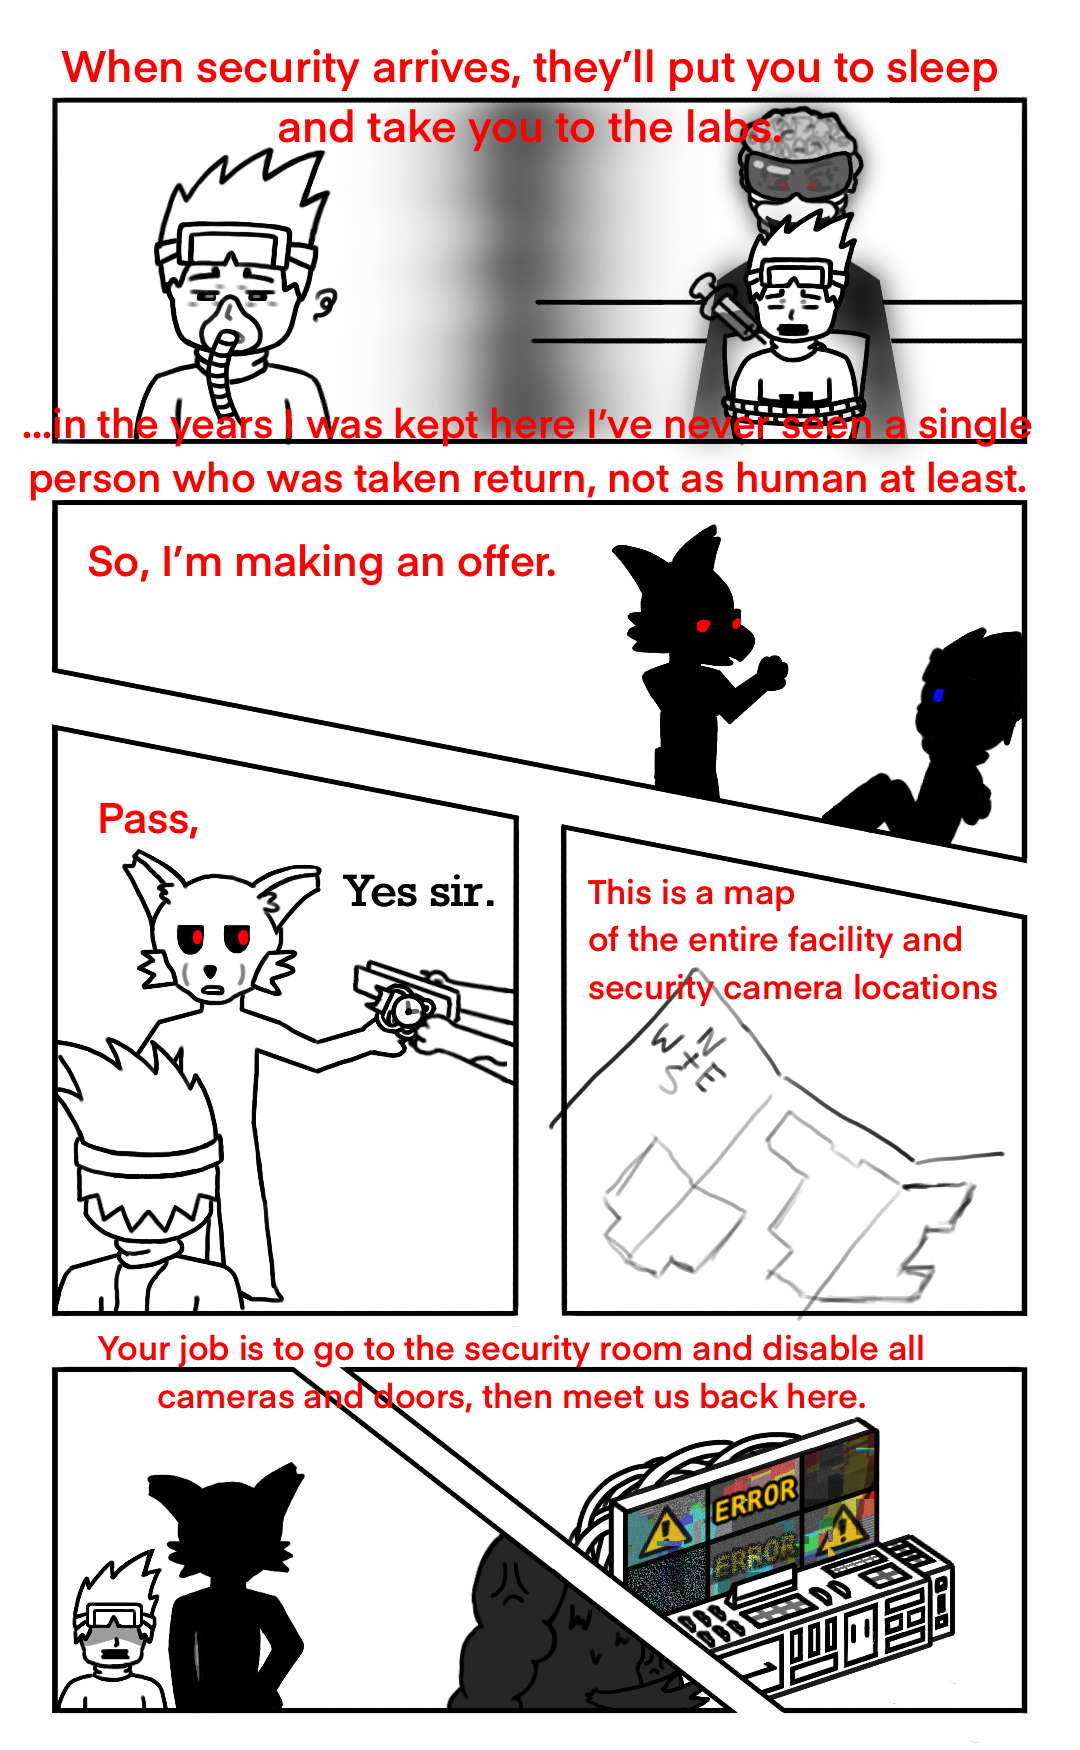 When security arrives, they'll put you to sleep
and take you to the labs.
...in the years I was kept here I've never seen a single
person who was taken return, not as human at least.
So, I'm making an offer.
Pass,
Yes sir.
This is a map
of the entire facility and
security camera locations
N
W E
S
Your job is to go to the security room and disable all
cameras and doors, then meet us back here.
ERROR
ERROR